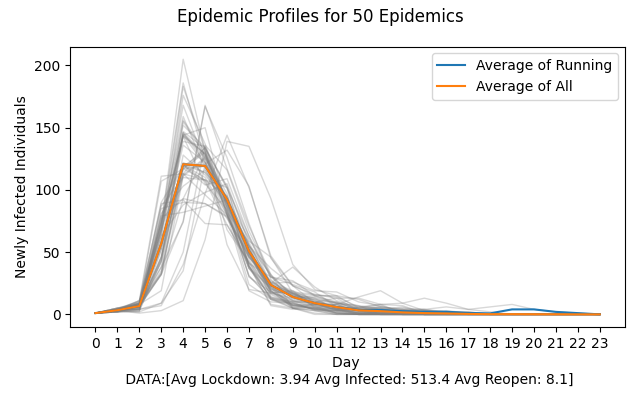 Epidemic Profiles for 50 Epidemics
Newly Infected Individuals
200
150
100
50
0
Average of Running
Average of All
0 1 2 3 4 5 6 7 8 9 10 11 12 13 14 15 16 17 18 19 20 21 22 23
Day
DATA:[Avg Lockdown: 3.94 Avg Infected: 513.4 Avg Reopen: 8.1]